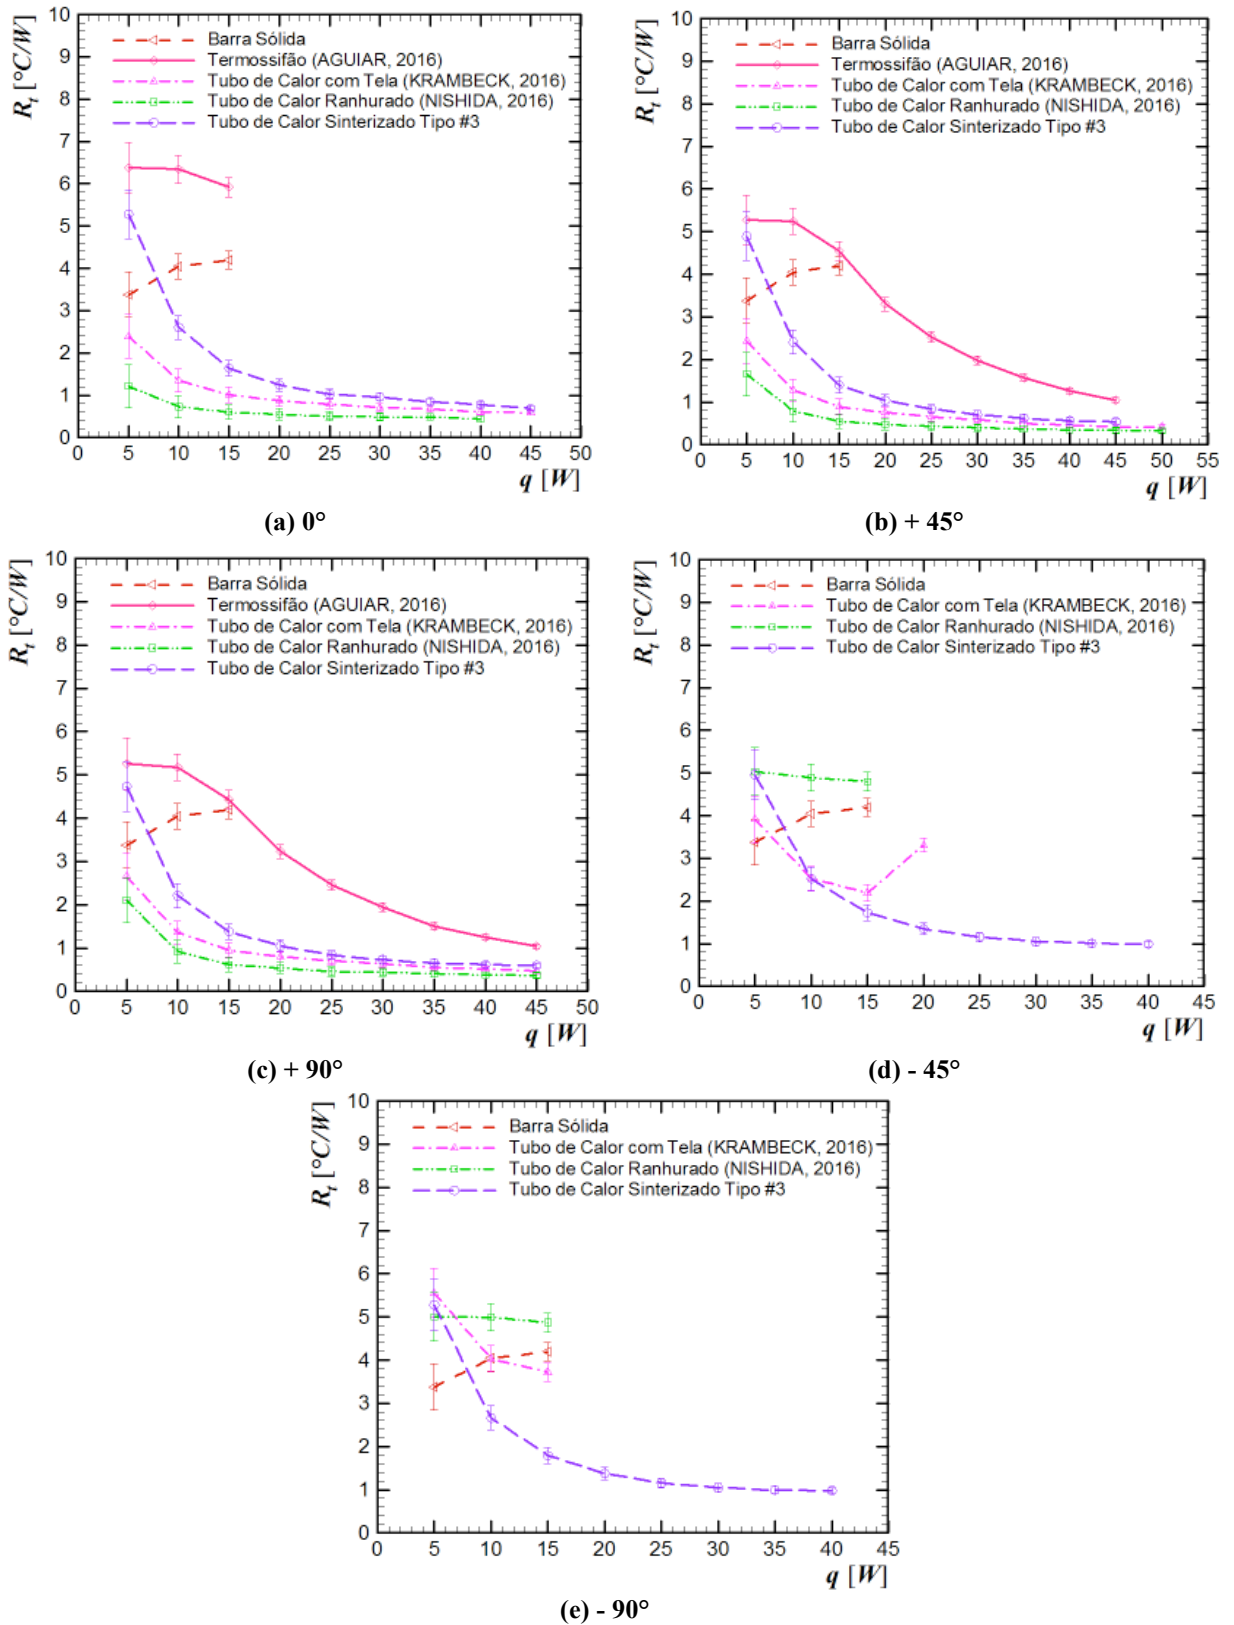 R_t [°C/W]
10
9
8
7
6
5
4
3
2
1
0
Barra Sólida
Termossifão (AGUIAR, 2016)
Tubo de Calor com Tela (KRAMBECK, 2016)
Tubo de Calor Ranhurado (NISHIDA, 2016)
Tubo de Calor Sinterizado Tipo #3
0 5 10 15 20 25 30 35 40 45 50
q [W]
(a) 0°
R_t [°C/W]
10
9
8
7
6
5
4
3
2
1
0
Barra Sólida
Termossifão (AGUIAR, 2016)
Tubo de Calor com Tela (KRAMBECK, 2016)
Tubo de Calor Ranhurado (NISHIDA, 2016)
Tubo de Calor Sinterizado Tipo #3
0 5 10 15 20 25 30 35 40 45 50 55
q [W]
(b) + 45°
R_t [°C/W]
10
9
8
7
6
5
4
3
2
1
0
Barra Sólida
Termossifão (AGUIAR, 2016)
Tubo de Calor com Tela (KRAMBECK, 2016)
Tubo de Calor Ranhurado (NISHIDA, 2016)
Tubo de Calor Sinterizado Tipo #3
0 5 10 15 20 25 30 35 40 45 50
q [W]
(c) + 90°
R_t [°C/W]
10
9
8
7
6
5
4
3
2
1
0
Barra Sólida
Tubo de Calor com Tela (KRAMBECK, 2016)
Tubo de Calor Ranhurado (NISHIDA, 2016)
Tubo de Calor Sinterizado Tipo #3
0 5 10 15 20 25 30 35 40 45
q [W]
(d) - 45°
R_t [°C/W]
10
9
8
7
6
5
4
3
2
1
0
Barra Sólida
Tubo de Calor com Tela (KRAMBECK, 2016)
Tubo de Calor Ranhurado (NISHIDA, 2016)
Tubo de Calor Sinterizado Tipo #3
0 5 10 15 20 25 30 35 40 45
q [W]
(e) - 90°